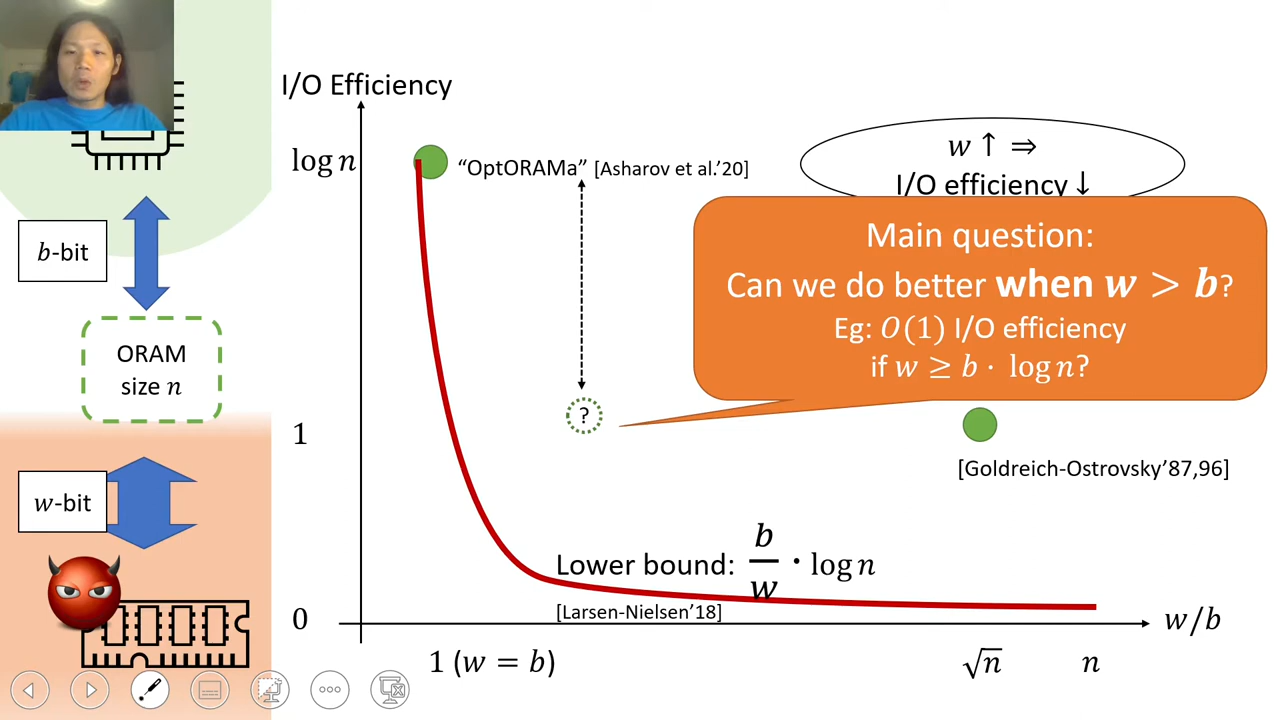 I/O Efficiency
log n
“OptORAMa” [Asharov et al.’20]
w ↑ ⇒
I/O efficiency ↓
Main question:
Can we do better when w > b?
Eg: O(1) I/O efficiency
if w ≥ b · log n?
b-bit
ORAM
size n
?
1
[Goldreich-Ostrovsky’87,96]
w-bit
Lower bound: b/w · log n
[Larsen-Nielsen’18]
0
w/b
1 (w = b)
√n
n